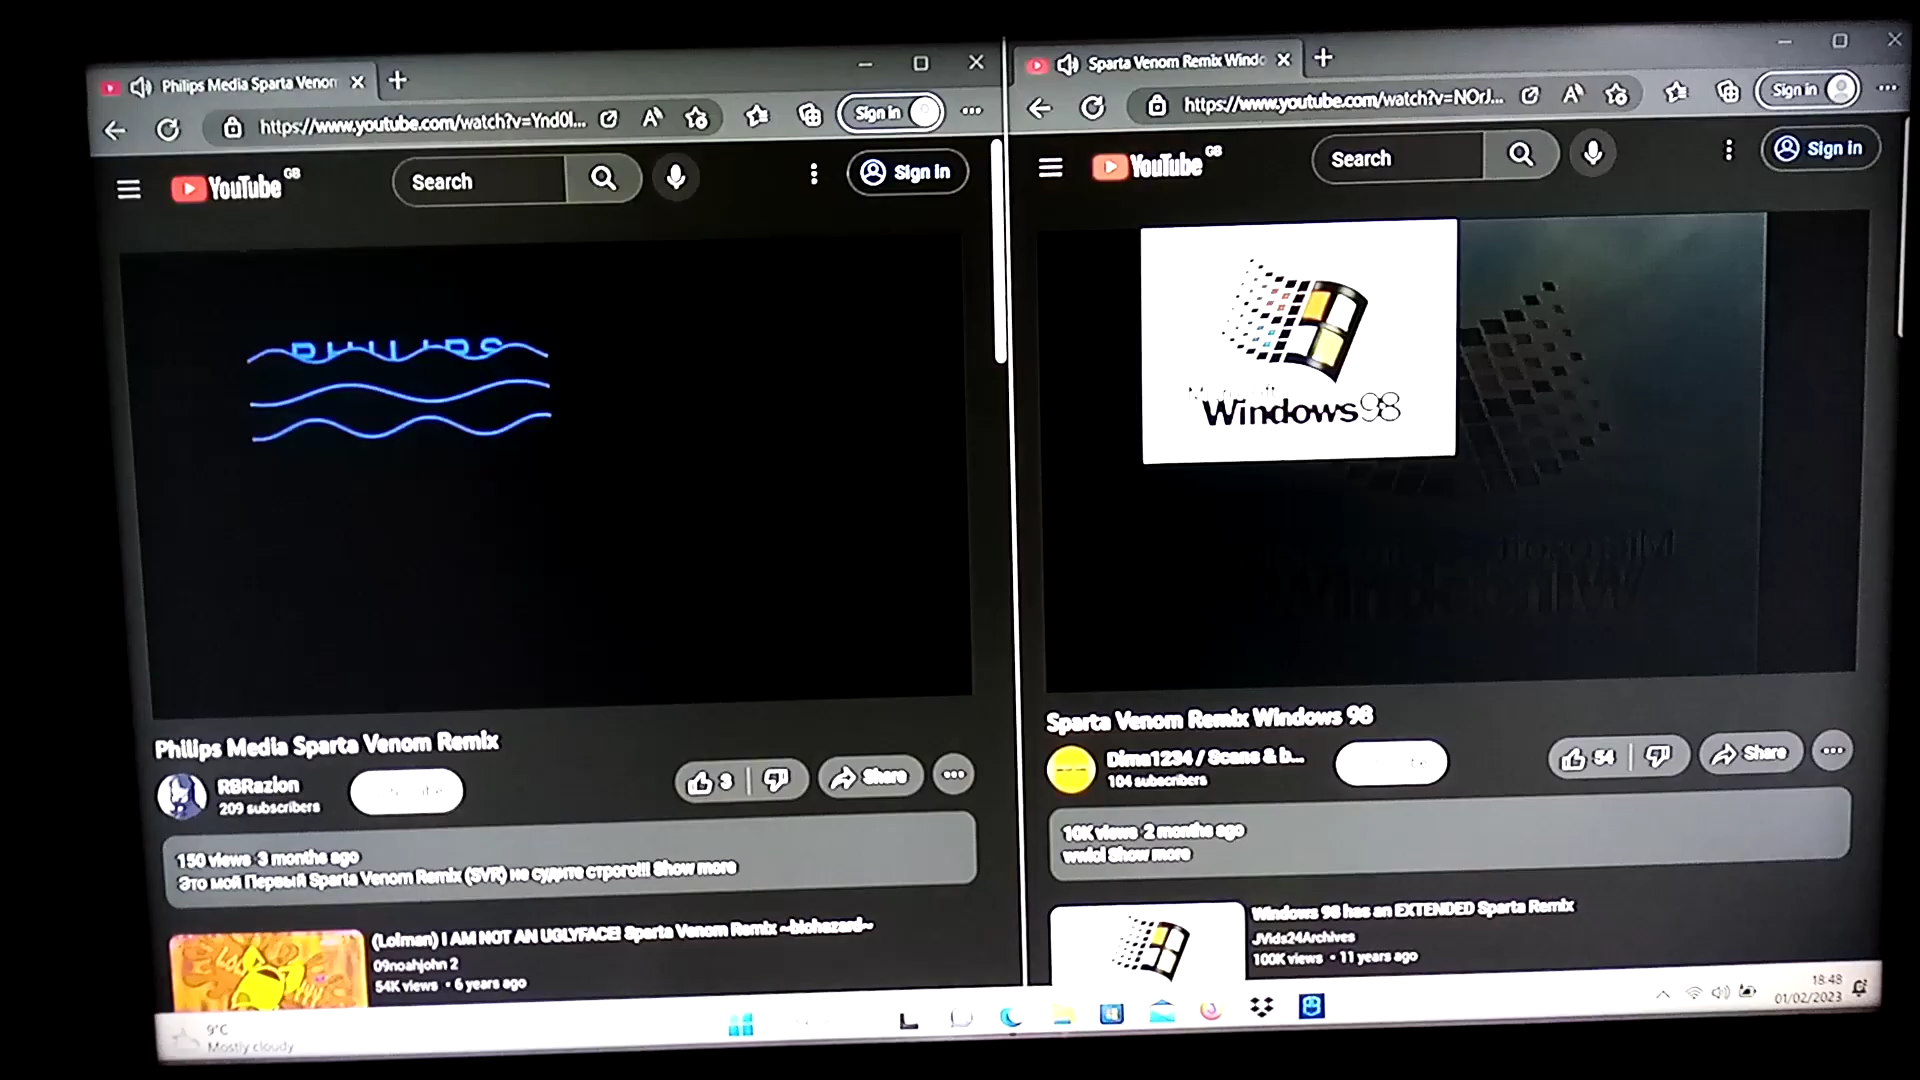 Philips Media Sparta Venom
https://www.youtube.com/watch?v=Ynd0l...
Sign in
YouTube GB
Search
Sign in
PHILIPS
Philips Media Sparta Venom Remix
RBRazion
209 subscribers
3
Share
150 views 3 months ago
Это мой Первый Sparta Venom Remix (SVR) не судите строго!!! Show more
(Lolman) I AM NOT AN UGLYFACE! Sparta Venom Remix ~biohazard~
09noahjohn 2
54K views • 6 years ago
Sparta Venom Remix Windo
https://www.youtube.com/watch?v=NOrJ...
Sign in
YouTube GB
Search
Sign in
Microsoft
Windows 98
Sparta Venom Remix Windows 98
Dima1234 / Scans & b...
104 subscribers
54
Share
10K views 2 months ago
wwlol Show more
Windows 98 has an EXTENDED Sparta Remix
JVids24Archives
100K views • 11 years ago
9°C
Mostly cloudy
18:48
01/02/2023